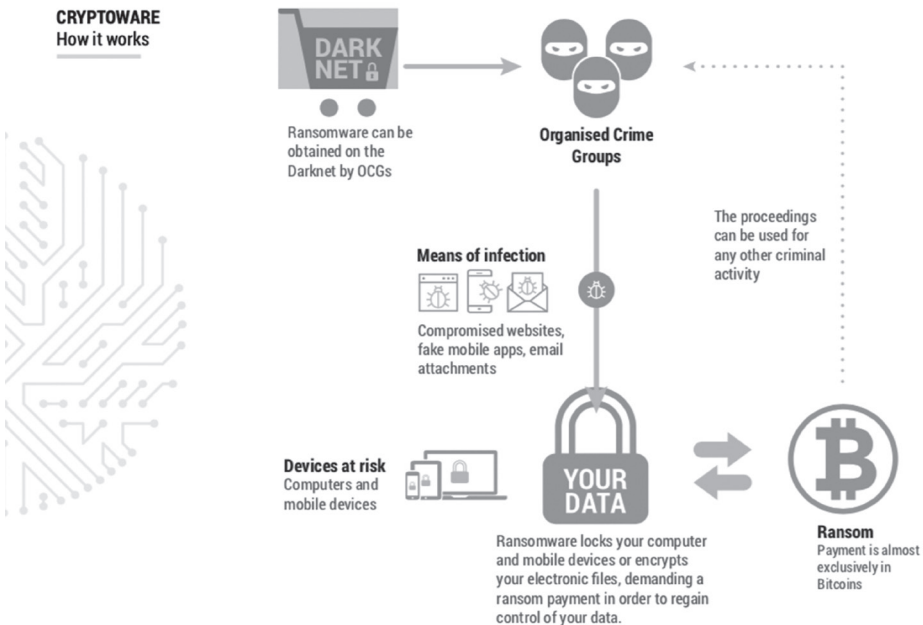 CRYPTOWARE
How it works
DARK
NET
Ransomware can be
obtained on the
Darknet by OCGs
Organised Crime
Groups
The proceedings
can be used for
any other criminal
activity
Means of infection
Compromised websites,
fake mobile apps, email
attachments
Devices at risk
Computers and
mobile devices
YOUR
DATA
Ransomware locks your computer
and mobile devices or encrypts
your electronic files, demanding a
ransom payment in order to regain
control of your data.
Ransom
Payment is almost
exclusively in
Bitcoins